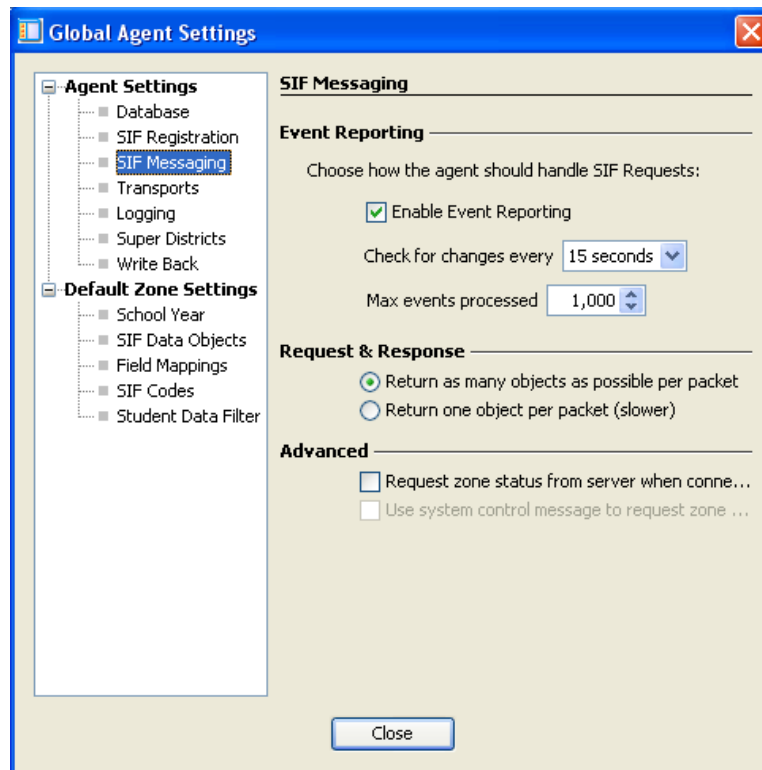 Global Agent Settings
Agent Settings
Database
SIF Registration
SIF Messaging
Transports
Logging
Super Districts
Write Back
Default Zone Settings
School Year
SIF Data Objects
Field Mappings
SIF Codes
Student Data Filter
SIF Messaging
Event Reporting
Choose how the agent should handle SIF Requests:
Enable Event Reporting
Check for changes every 15 seconds
Max events processed 1,000
Request & Response
Return as many objects as possible per packet
Return one object per packet (slower)
Advanced
Request zone status from server when conne...
Use system control message to request zone ...
Close